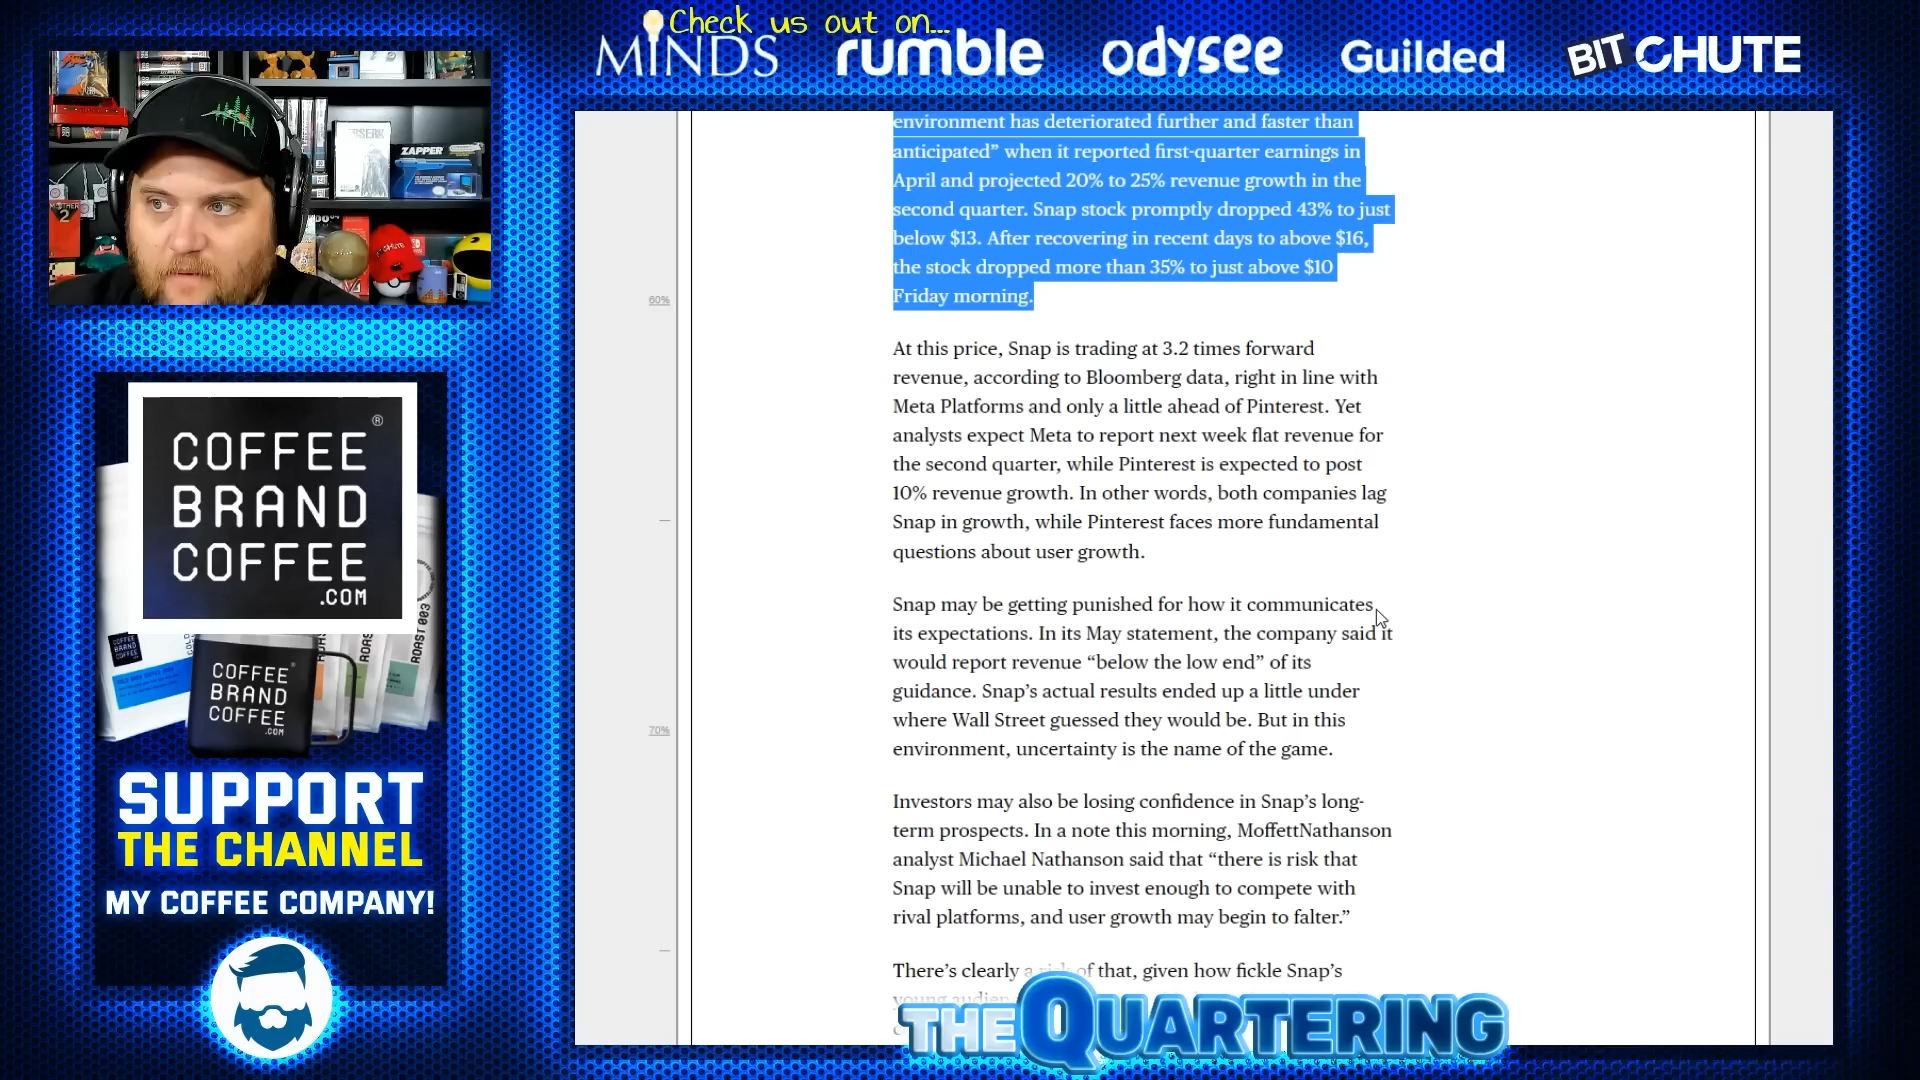 Check us out on...
MINDS
rumble
odysee
Guilded
BIT CHUTE
BERSERK
ZAPPER
MOTHER
2
COFFEE
BRAND
COFFEE
.COM
®
COFFEE
BRAND
COFFEE
.COM
COFFEE
BRAND
COFFEE
ROAST 003
SUPPORT
THE CHANNEL
MY COFFEE COMPANY!
60%
70%
environment has deteriorated further and faster than
anticipated” when it reported first-quarter earnings in
April and projected 20% to 25% revenue growth in the
second quarter. Snap stock promptly dropped 43% to just
below $13. After recovering in recent days to above $16,
the stock dropped more than 35% to just above $10
Friday morning.
At this price, Snap is trading at 3.2 times forward
revenue, according to Bloomberg data, right in line with
Meta Platforms and only a little ahead of Pinterest. Yet
analysts expect Meta to report next week flat revenue for
the second quarter, while Pinterest is expected to post
10% revenue growth. In other words, both companies lag
Snap in growth, while Pinterest faces more fundamental
questions about user growth.
Snap may be getting punished for how it communicates
its expectations. In its May statement, the company said it
would report revenue “below the low end” of its
guidance. Snap’s actual results ended up a little under
where Wall Street guessed they would be. But in this
environment, uncertainty is the name of the game.
Investors may also be losing confidence in Snap’s long-
term prospects. In a note this morning, MoffettNathanson
analyst Michael Nathanson said that “there is risk that
Snap will be unable to invest enough to compete with
rival platforms, and user growth may begin to falter.”
There’s clearly a risk of that, given how fickle Snap’s
young
THE QUARTERING